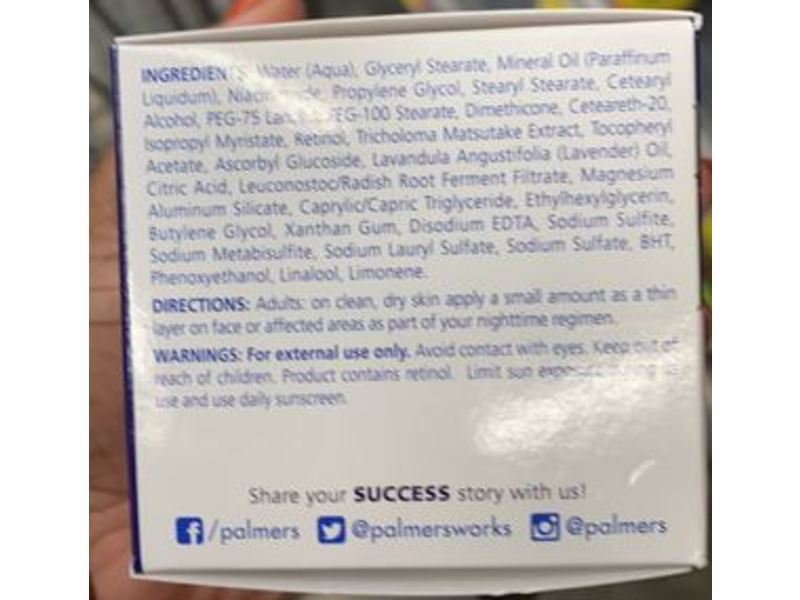 INGREDIENTS: Water (Aqua), Glyceryl Stearate, Mineral Oil (Paraffinum
Liquidum), Propylene Glycol, Stearyl Stearate, Cetearyl
Alcohol, PEG-75 PEG-100 Stearate, Dimethicone, Ceteareth-20,
Isopropyl Myristate, Retinol, Tricholoma Matsutake Extract, Tocopheryl
Acetate, Ascorbyl Glucoside, Lavandula Angustifolia (Lavender) Oil,
Citric Acid, Leuconostoc/Radish Root Ferment Filtrate, Magnesium
Aluminum Silicate, Caprylic/Capric Triglyceride, Ethylhexylglycerin,
Butylene Glycol, Xanthan Gum, Disodium EDTA, Sodium Sulfite,
Sodium Metabisulfite, Sodium Lauryl Sulfate, Sodium Sulfate, BHT,
Phenoxyethanol, Linalool, Limonene.
DIRECTIONS: Adults: on clean, dry skin apply a small amount as a thin
layer on face or affected areas as part of your nighttime regimen.
WARNINGS: For external use only. Avoid contact with eyes. Keep out of
reach of children. Product contains retinol. Limit sun
use and use daily sunscreen.
Share your SUCCESS story with us!
/palmers @palmersworks @palmers